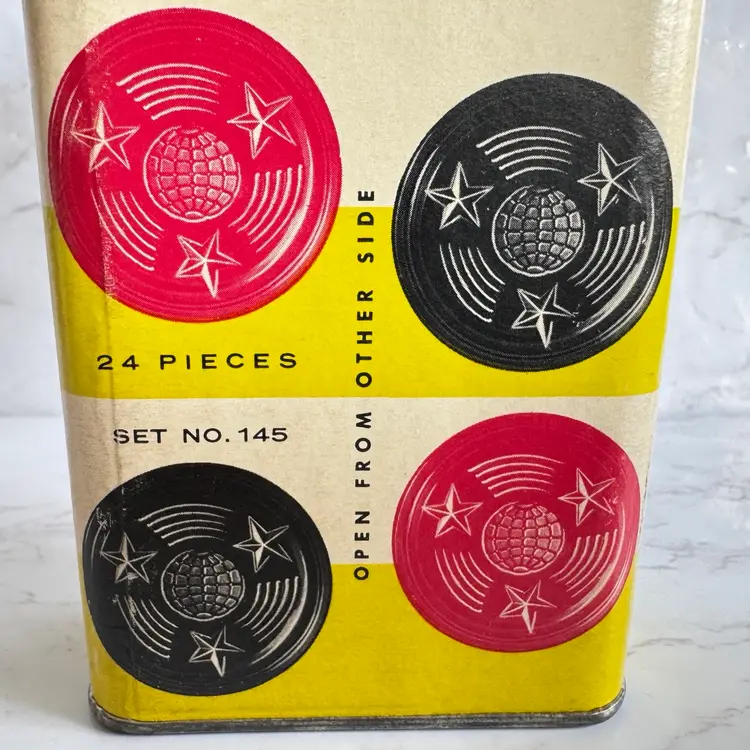 24 PIECES
SET NO. 145
OPEN FROM OTHER SIDE